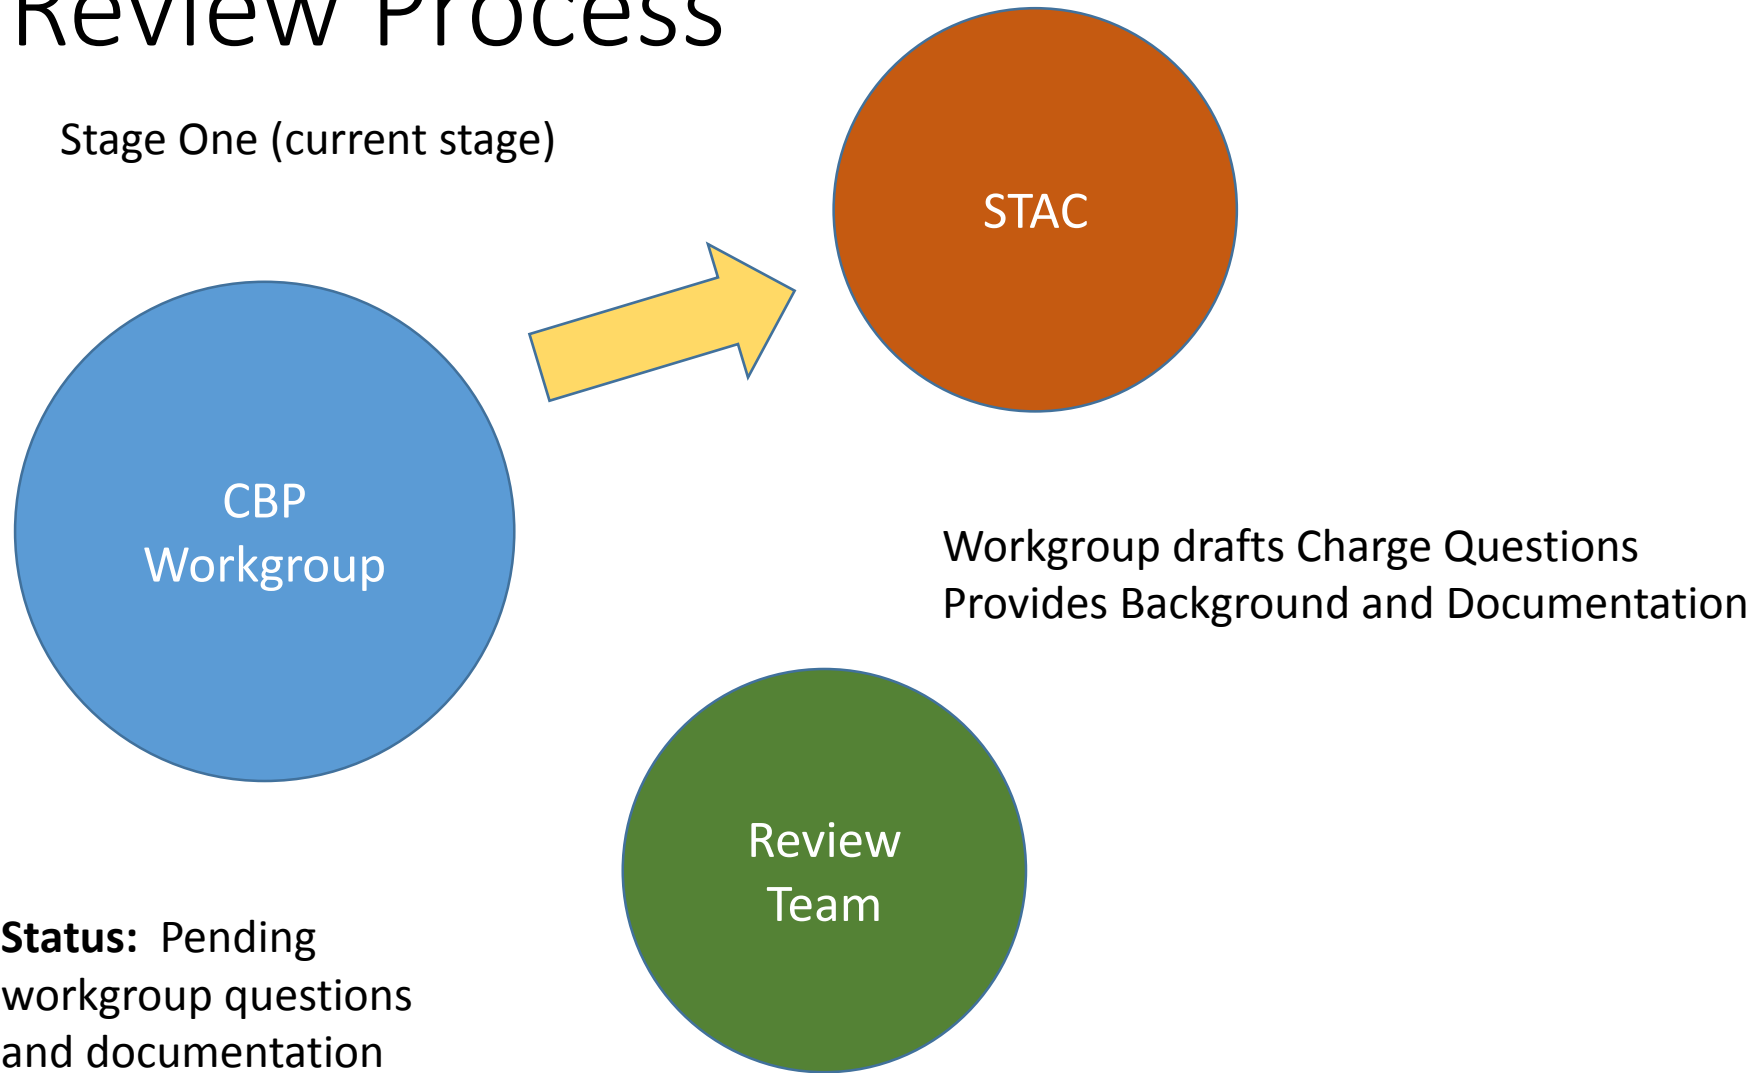 Review Process
Stage One (current stage)
STAC
CBP
Workgroup
Workgroup drafts Charge Questions
Provides Background and Documentation
Review
Team
Status:  Pending
workgroup questions
and documentation